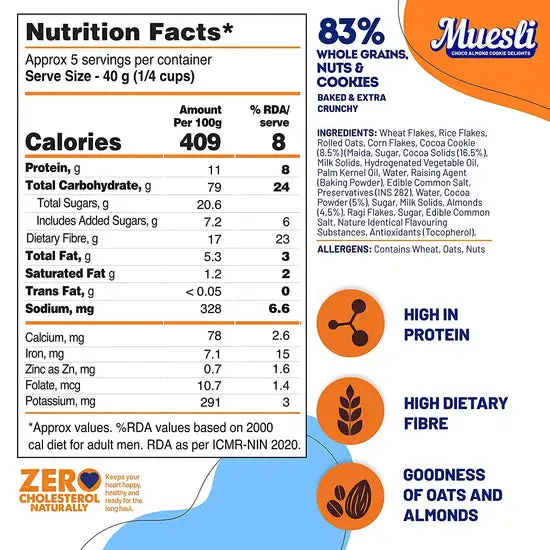 Nutrition Facts*
Approx 5 servings per container
Serve Size - 40 g (1/4 cups)
Amount Per 100g % RDA/ serve
Calories 409 8
Protein, g 11 8
Total Carbohydrate, g 79 24
Total Sugars, g 20.6
Includes Added Sugars, g 7.2 6
Dietary Fibre, g 17 23
Total Fat, g 5.3 3
Saturated Fat g 1.2 2
Trans Fat, g < 0.05 0
Sodium, mg 328 6.6
Calcium, mg 78 2.6
Iron, mg 7.1 15
Zinc as Zn, mg 0.7 1.6
Folate, mcg 10.7 1.4
Potassium, mg 291 3
*Approx values. %RDA values based on 2000
cal diet for adult men. RDA as per ICMR-NIN 2020.
ZERO
CHOLESTEROL
NATURALLY
Keeps your
heart happy,
healthy and
ready for the
long haul.
83%
WHOLE GRAINS,
NUTS &
COOKIES
BAKED & EXTRA
CRUNCHY
Muesli
CHOCO ALMOND COOKIE DELIGHTS
INGREDIENTS: Wheat Flakes, Rice Flakes,
Rolled Oats, Corn Flakes, Cocoa Cookie
(8.5%)(Maida, Sugar, Cocoa Solids (16.5%),
Milk Solids, Hydrogenated Vegetable Oil,
Palm Kernel Oil, Water, Raising Agent
(Baking Powder), Edible Common Salt,
Preservatives (INS 282), Water, Cocoa
Powder (5%), Sugar, Milk Solids, Almonds
(4.5%), Ragi Flakes, Sugar, Edible Common
Salt, Nature Identical Flavouring
Substances, Antioxidants (Tocopherol).
ALLERGENS: Contains Wheat, Oats, Nuts
HIGH IN
PROTEIN
HIGH DIETARY
FIBRE
GOODNESS
OF OATS AND
ALMONDS